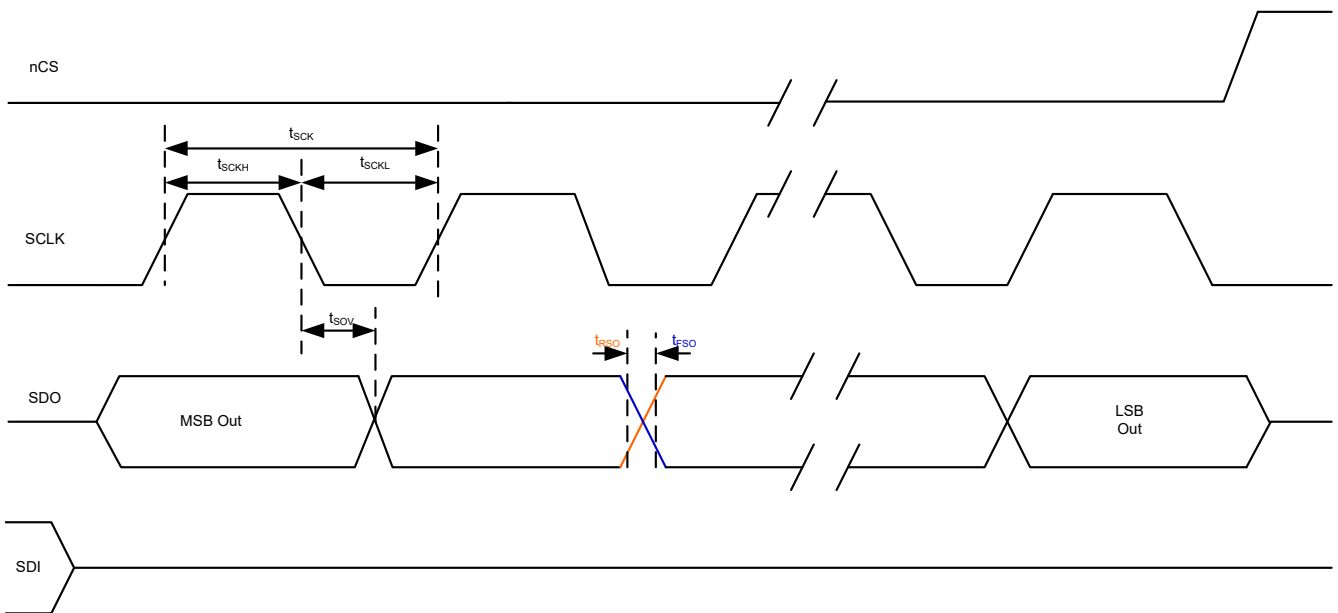 nCS
tSCK
tSCKH
tSCKL
SCLK
tSOV
tRSO
tFSO
SDO
MSB Out
LSB
Out
SDI